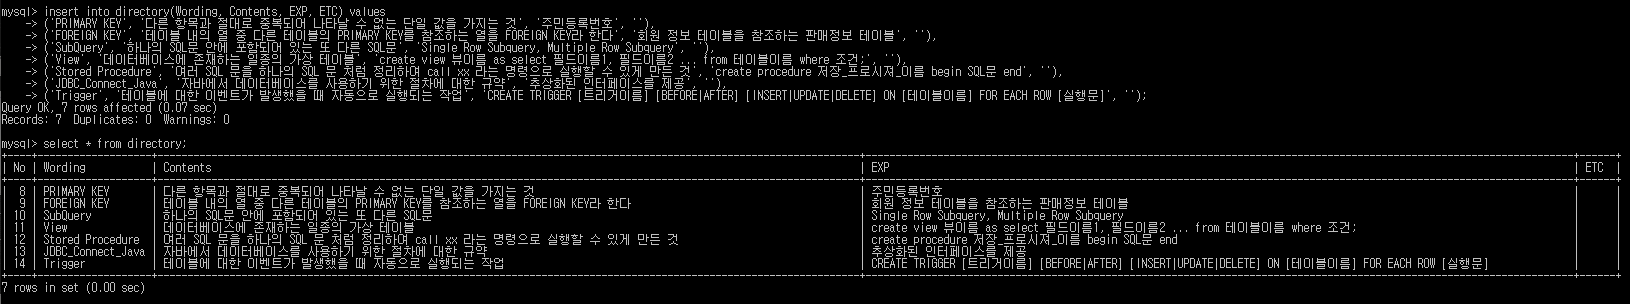 mysql> insert into directory(Wording, Contents, EXP, ETC) values
    -> ('PRIMARY KEY', '다른 항목과 절대로 중복되어 나타날 수 없는 단일 값을 가지는 것', '주민등록번호', ''),
    -> ('FOREIGN KEY', '테이블 내의 열 중 다른 테이블의 PRIMARY KEY를 참조하는 열을 FOREIGN KEY라 한다', '회원 정보 테이블을 참조하는 판매정보 테이블', ''),
    -> ('SubQuery', '하나의 SQL문 안에 포함되어 있는 또 다른 SQL문', 'Single Row Subquery, Multiple Row Subquery', ''),
    -> ('View', '데이터베이스에 존재하는 일종의 가상 테이블', 'create view 뷰이름 as select 필드이름1, 필드이름2 ... from 테이블이름 where 조건;', ''),
    -> ('Stored Procedure', '여러 SQL 문을 하나의 SQL 문 처럼 정리하여 call xx 라는 명령으로 실행할 수 있게 만든 것', 'create procedure 저장_프로시져_이름 begin SQL문 end', ''),
    -> ('JDBC_Connect_Java', '자바에서 데이터베이스를 사용하기 위한 절차에 대한 규약', '추상화된 인터페이스를 제공', ''),
    -> ('Trigger', '테이블에 대한 이벤트가 발생했을 때 자동으로 실행되는 작업', 'CREATE TRIGGER [트리거이름] [BEFORE|AFTER] [INSERT|UPDATE|DELETE] ON [테이블이름] FOR EACH ROW [실행문]', '');
Query OK, 7 rows affected (0.07 sec)
Records: 7  Duplicates: 0  Warnings: 0
mysql> select * from directory;
| No | Wording | Contents | EXP | ETC |
| 8 | PRIMARY KEY | 다른 항목과 절대로 중복되어 나타날 수 없는 단일 값을 가지는 것 | 주민등록번호 | |
| 9 | FOREIGN KEY | 테이블 내의 열 중 다른 테이블의 PRIMARY KEY를 참조하는 열을 FOREIGN KEY라 한다 | 회원 정보 테이블을 참조하는 판매정보 테이블 | |
| 10 | SubQuery | 하나의 SQL문 안에 포함되어 있는 또 다른 SQL문 | Single Row Subquery, Multiple Row Subquery | |
| 11 | View | 데이터베이스에 존재하는 일종의 가상 테이블 | create view 뷰이름 as select 필드이름1, 필드이름2 ... from 테이블이름 where 조건; | |
| 12 | Stored Procedure | 여러 SQL 문을 하나의 SQL 문 처럼 정리하여 call xx 라는 명령으로 실행할 수 있게 만든 것 | create procedure 저장_프로시져_이름 begin SQL문 end | |
| 13 | JDBC_Connect_Java | 자바에서 데이터베이스를 사용하기 위한 절차에 대한 규약 | 추상화된 인터페이스를 제공 | |
| 14 | Trigger | 테이블에 대한 이벤트가 발생했을 때 자동으로 실행되는 작업 | CREATE TRIGGER [트리거이름] [BEFORE|AFTER] [INSERT|UPDATE|DELETE] ON [테이블이름] FOR EACH ROW [실행문] | |
7 rows in set (0.00 sec)